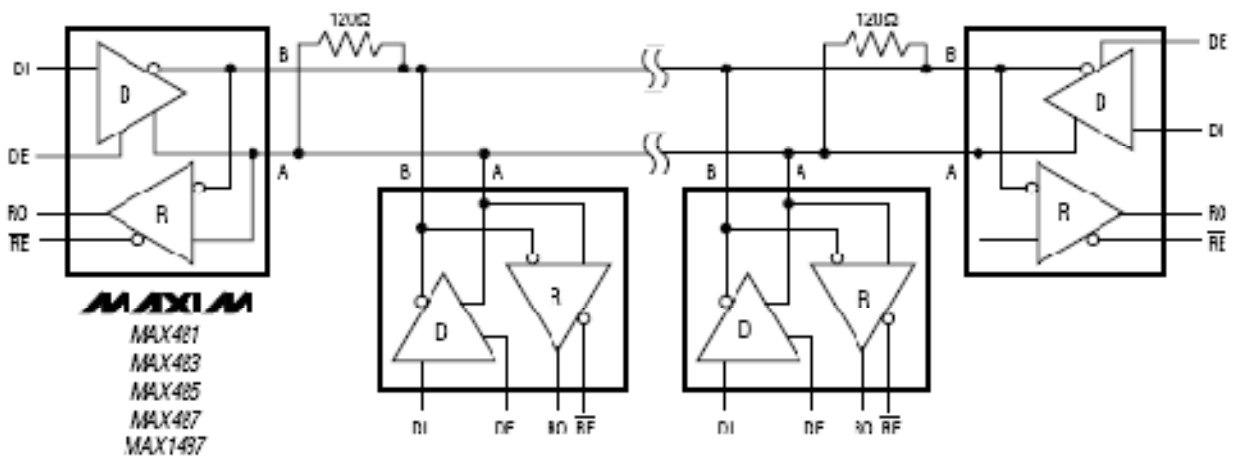 120Ω 120Ω
B B
DE
DI
D D
DI
DE
A B A B A A
RO
R R
RO
RE
RE
MAXIM
MAX481
MAX483
MAX485
MAX487
MAX1487
R R
D D
DI DE RO RE DI DE RO RE